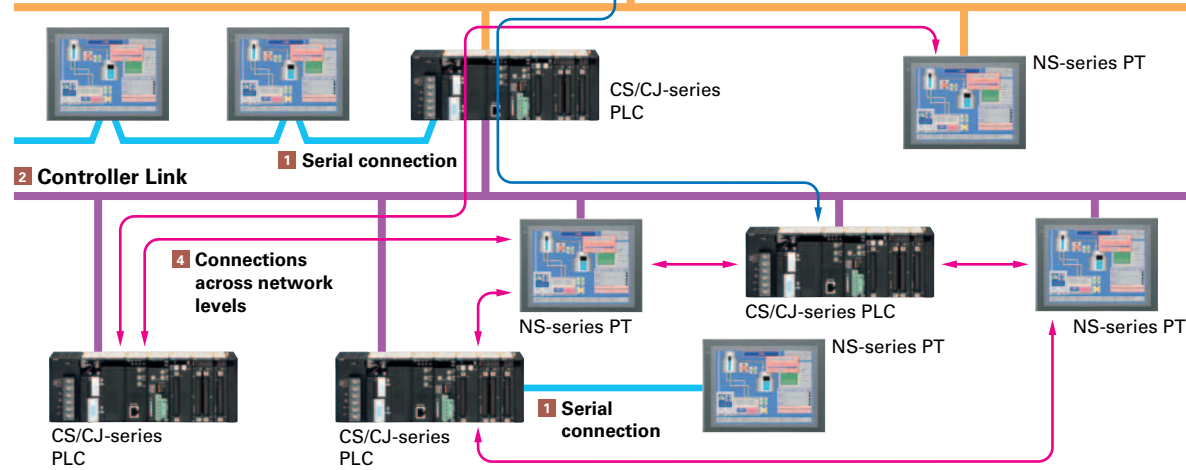 NS-series PT
CS/CJ-series
PLC
1 Serial connection
2 Controller Link
4 Connections
across network
levels
NS-series PT
CS/CJ-series PLC
NS-series PT
NS-series PT
1 Serial
connection
CS/CJ-series
PLC
CS/CJ-series
PLC